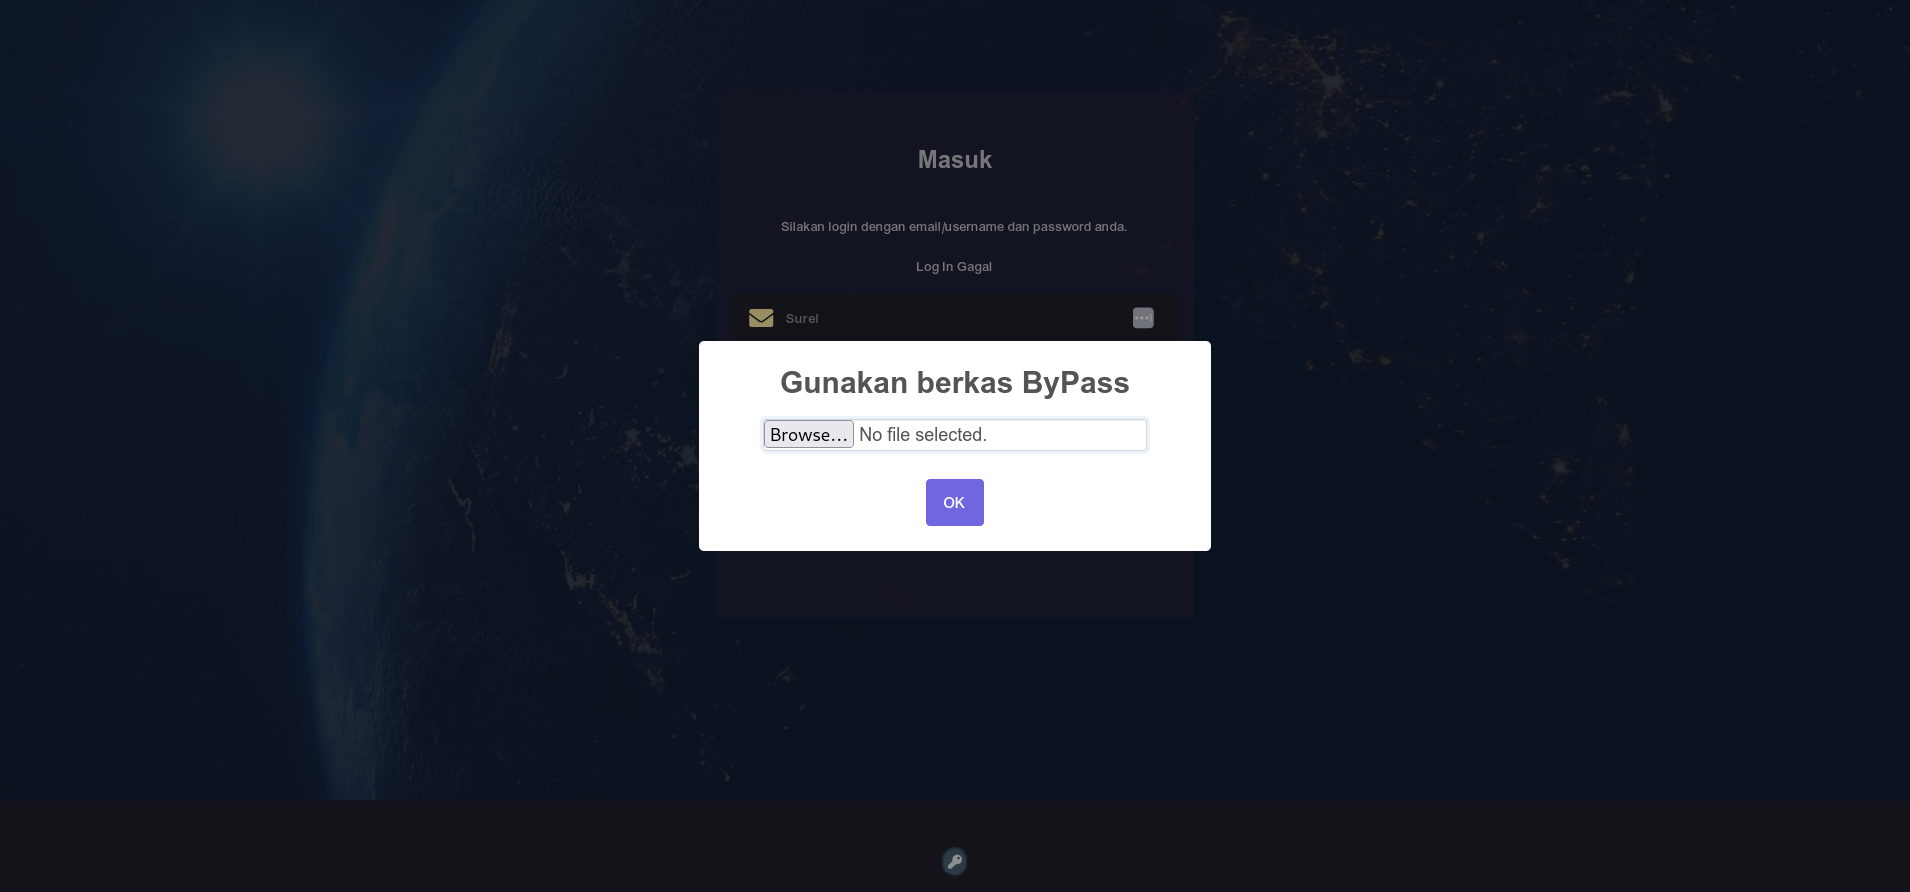 Masuk
Silakan login dengan email/username dan password anda.
Log In Gagal
Surel
Gunakan berkas ByPass
Browse... No file selected.
OK